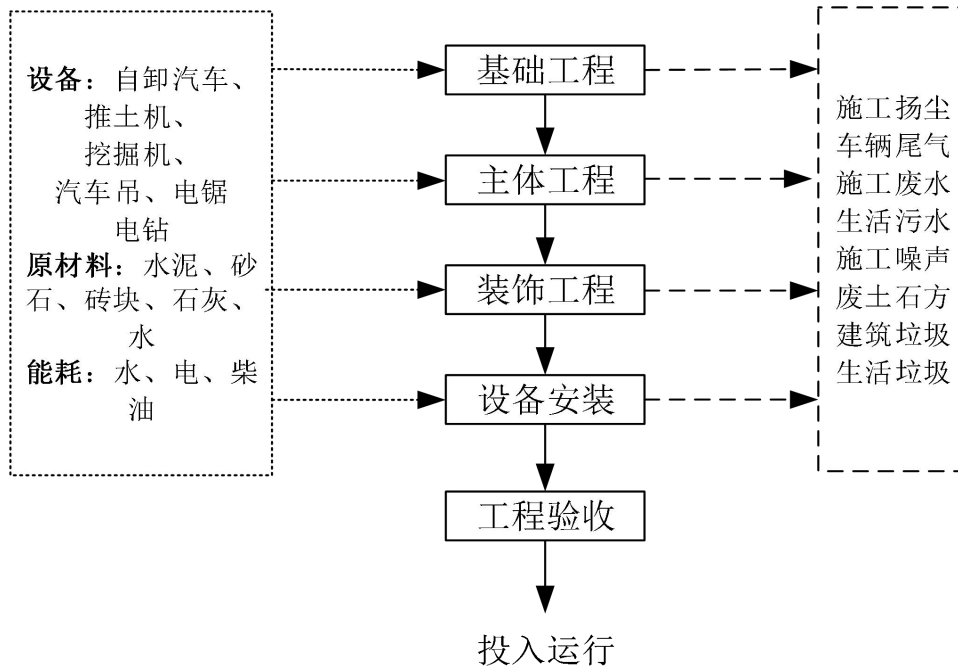 设备：自卸汽车、
推土机、
挖掘机、
汽车吊、电锯
电钻
原材料：水泥、砂
石、砖块、石灰、
水
能耗：水、电、柴
油
基础工程
主体工程
装饰工程
设备安装
工程验收
投入运行
施工扬尘
车辆尾气
施工废水
生活污水
施工噪声
废土石方
建筑垃圾
生活垃圾